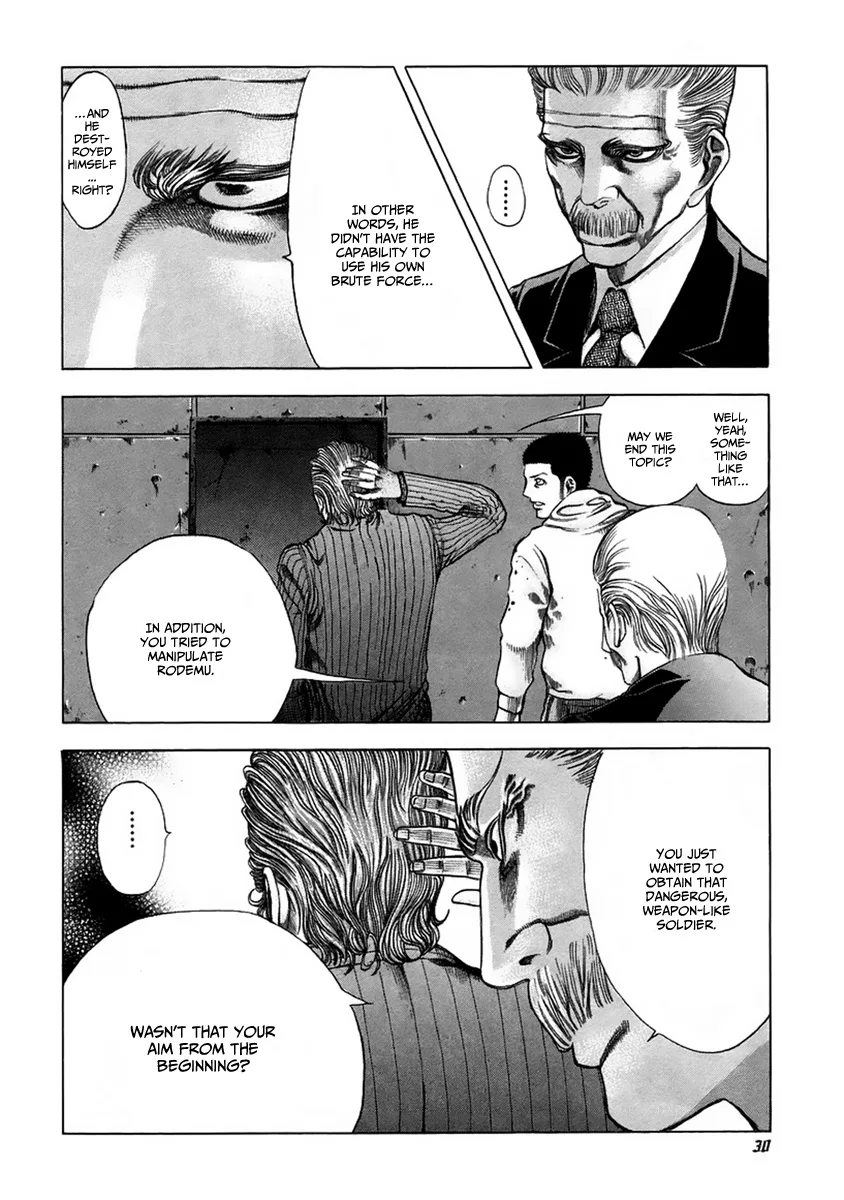 ......
IN OTHER
WORDS, HE
DIDN'T HAVE THE
CAPABILITY TO
USE HIS OWN
BRUTE FORCE...
...AND
HE
DEST-
ROYED
HIMSELF
...
RIGHT?
WELL,
YEAH,
SOME-
THING
LIKE
THAT...
MAY WE
END THIS
TOPIC?
IN ADDITION,
YOU TRIED TO
MANIPULATE
RODEMU.
YOU JUST
WANTED TO
OBTAIN THAT
DANGEROUS,
WEAPON-LIKE
SOLDIER.
......
WASN'T THAT YOUR
AIM FROM THE
BEGINNING?
30